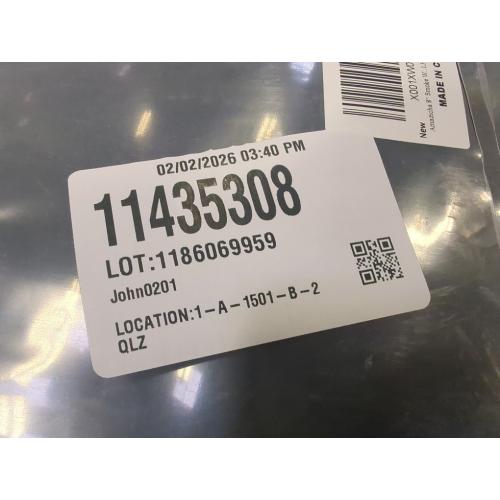 02/02/2026 03:40 PM
11435308
LOT:1186069959
John0201
LOCATION:1-A-1501-B-2
QLZ
New
MADE IN C